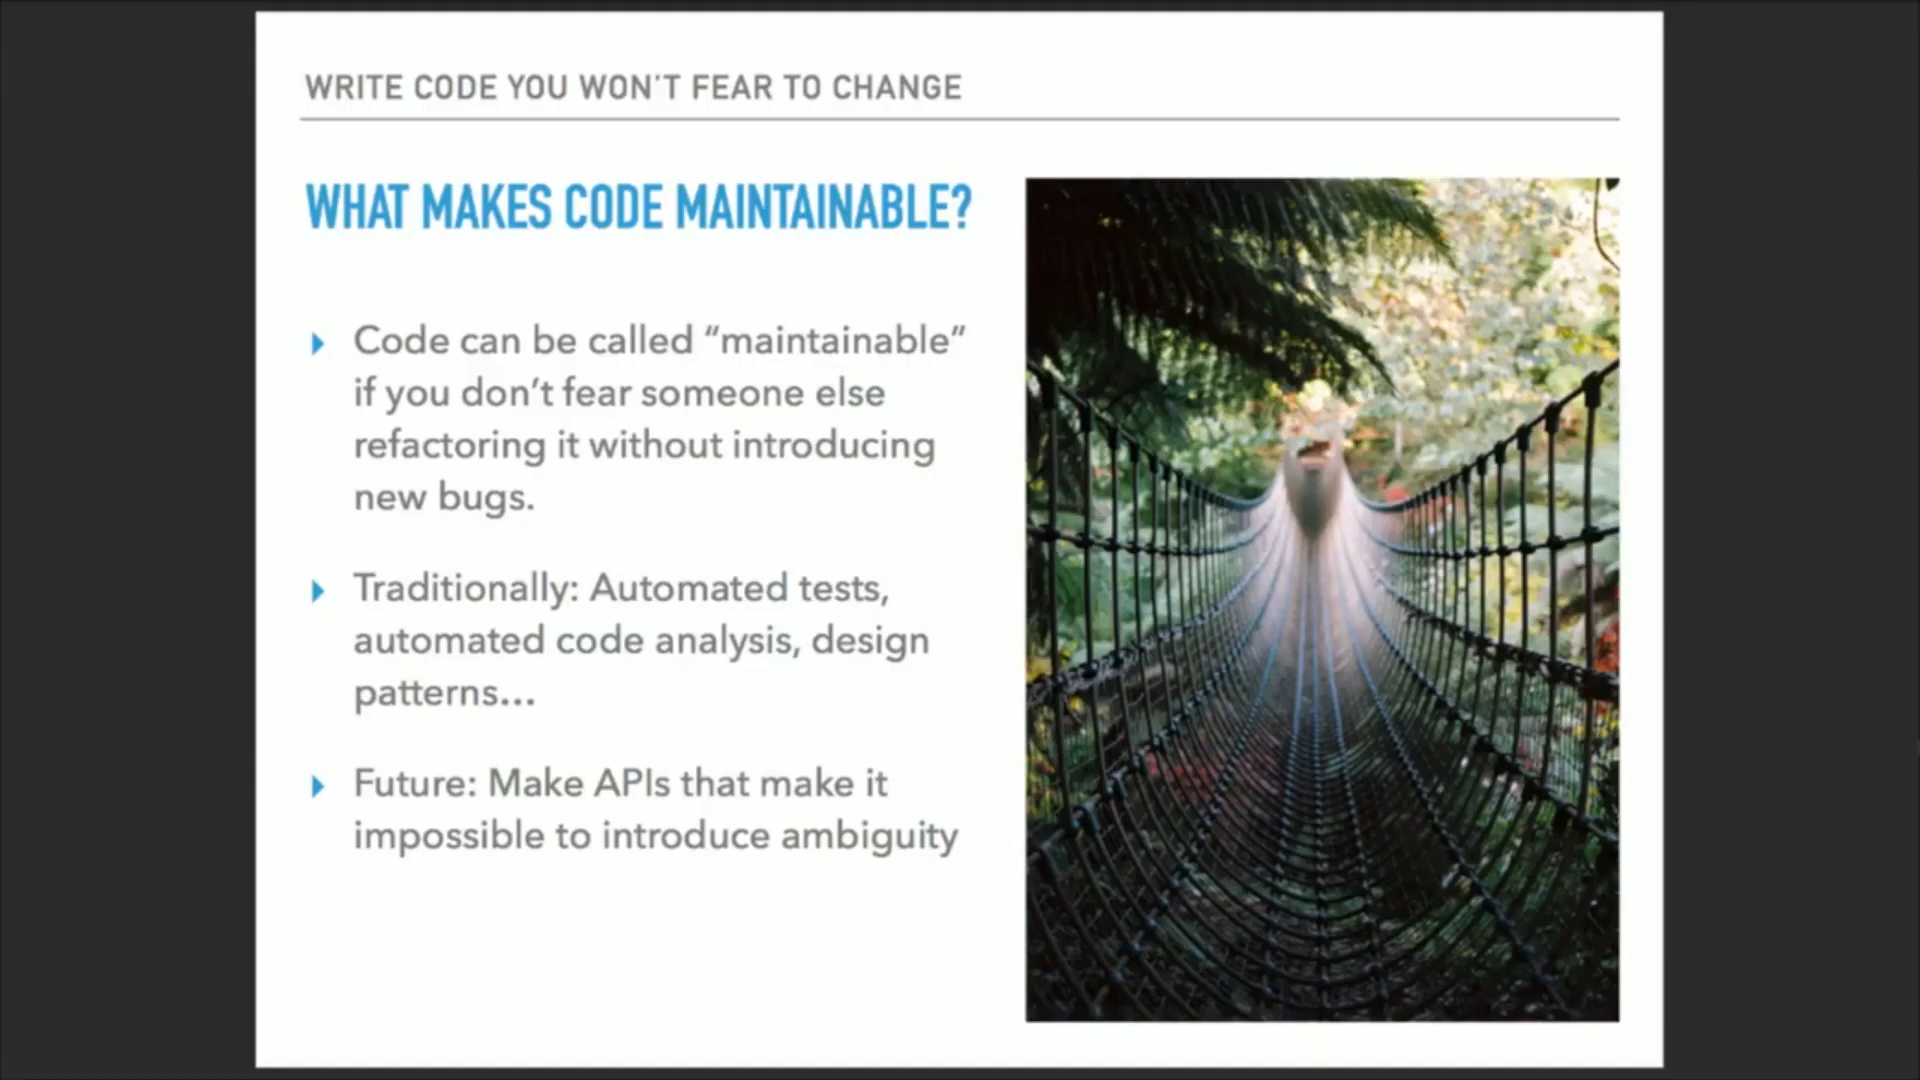 WRITE CODE YOU WON’T FEAR TO CHANGE
WHAT MAKES CODE MAINTAINABLE?
Code can be called “maintainable”
if you don’t fear someone else
refactoring it without introducing
new bugs.
Traditionally: Automated tests,
automated code analysis, design
patterns...
Future: Make APIs that make it
impossible to introduce ambiguity